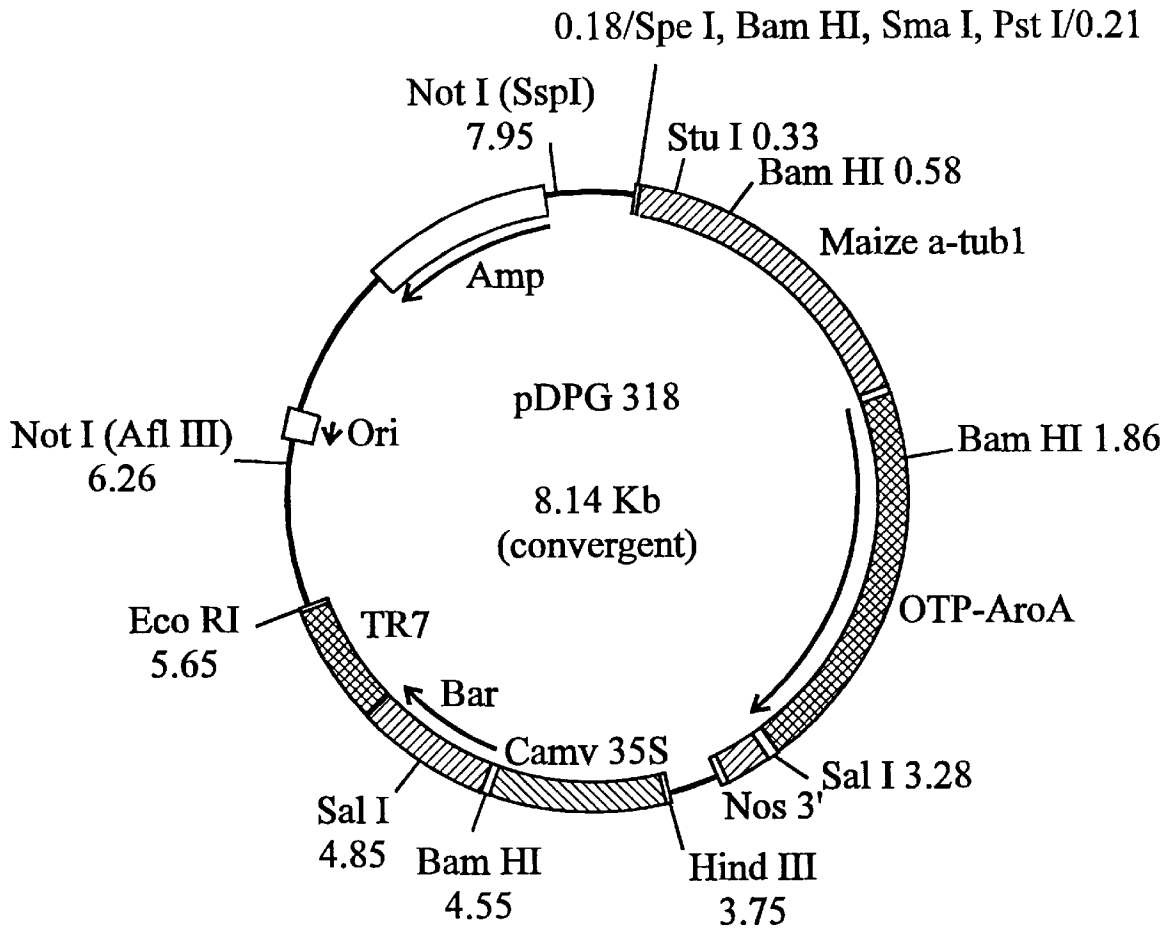 0.18/Spe I, Bam HI, Sma I, Pst I/0.21
Not I (SspI)
7.95
Stu I 0.33
Bam HI 0.58
Maize a-tub1
Amp
pDPG 318
8.14 Kb
(convergent)
Not I (Afl III)
6.26
Ori
Bam HI 1.86
OTP-AroA
Eco RI
5.65
TR7
Bar
Camv 35S
Sal I 3.28
Nos 3'
Sal I
4.85
Bam HI
4.55
Hind III
3.75